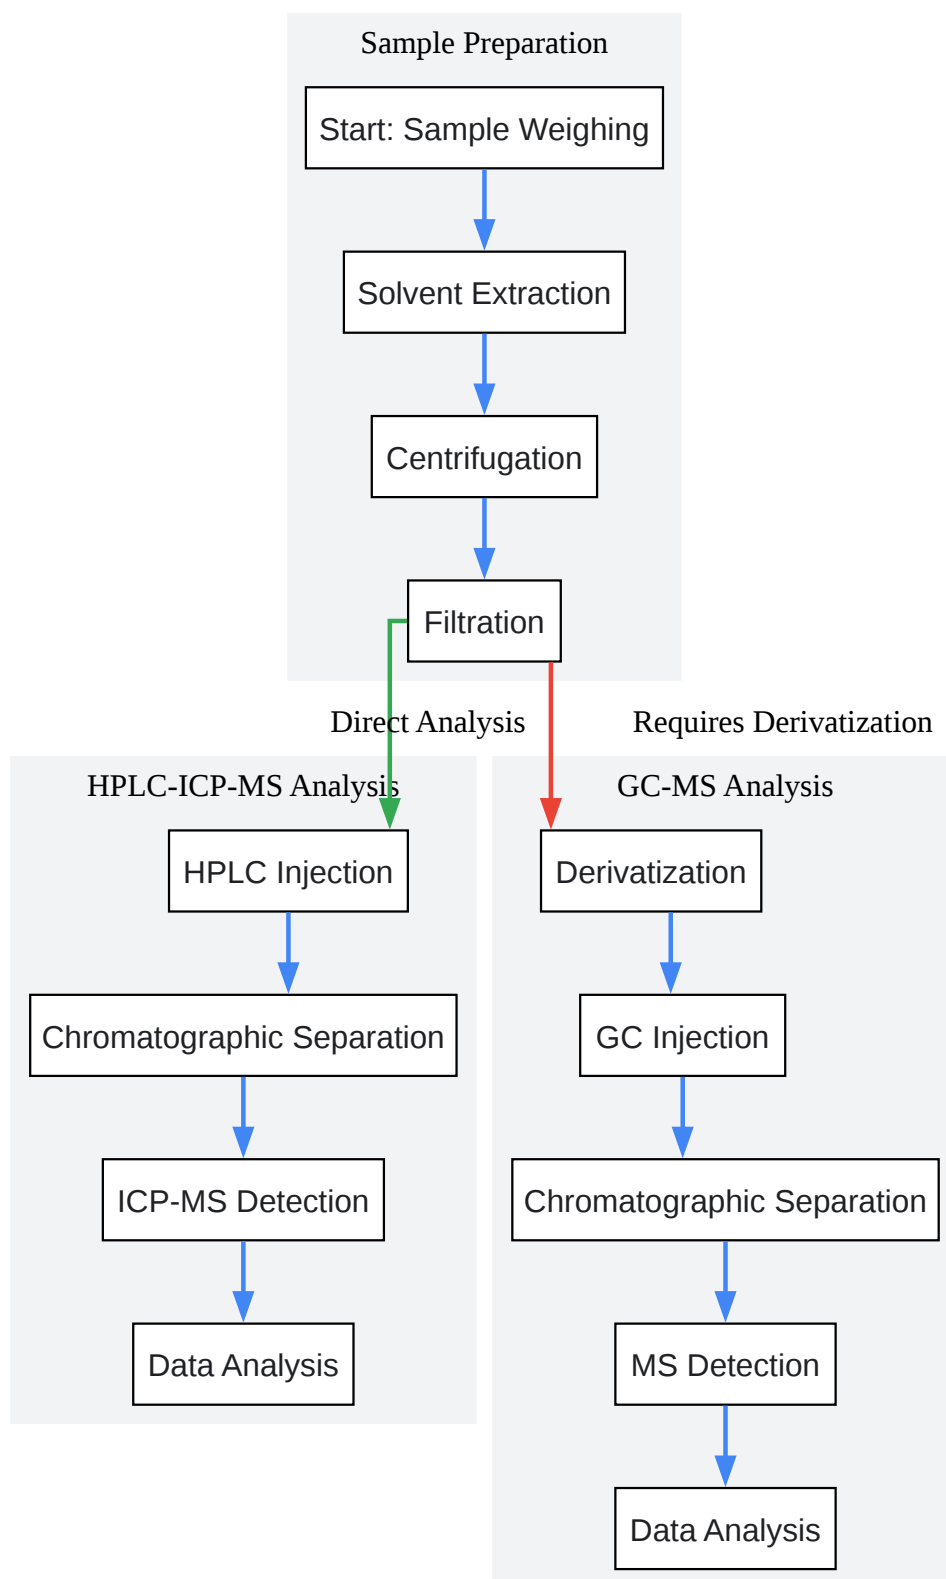 Sample Preparation
Start: Sample Weighing
Solvent Extraction
Centrifugation
Filtration
Direct Analysis
Requires Derivatization
HPLC-ICP-MS Analysis
HPLC Injection
Chromatographic Separation
ICP-MS Detection
Data Analysis
GC-MS Analysis
Derivatization
GC Injection
Chromatographic Separation
MS Detection
Data Analysis